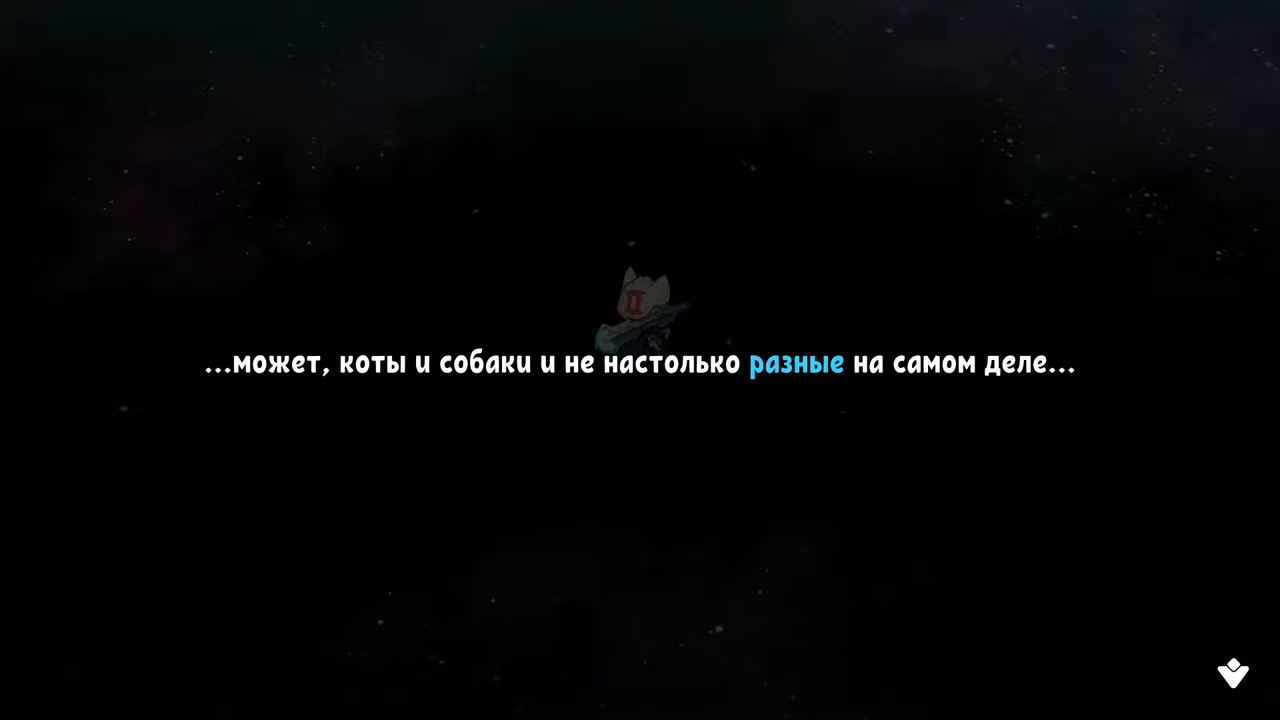 ...может, коты и собаки и не настолько разные на самом деле...